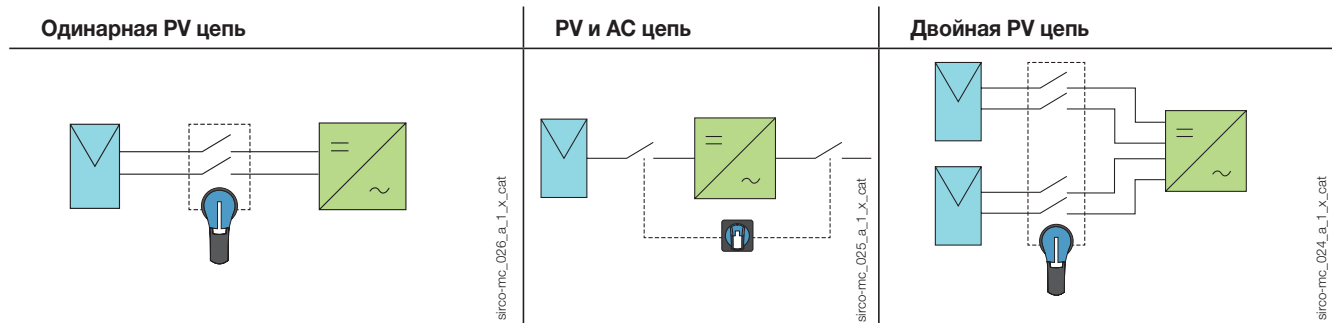 Одинарная PV цепь
PV и AC цепь
Двойная PV цепь
sirco-mc_026_a_1_x_cat
sirco-mc_025_a_1_x_cat
sirco-mc_024_a_1_x_cat